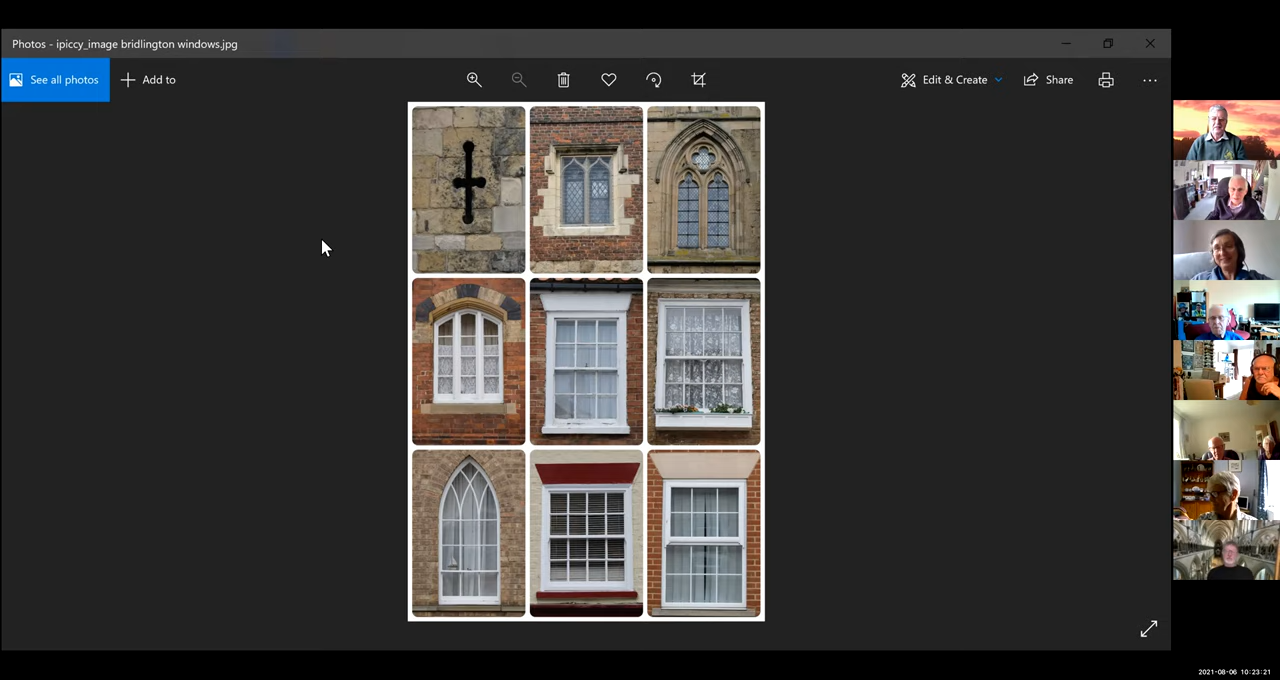 Photos - ipiccy_image bridlington windows.jpg
See all photos
Add to
Edit & Create
Share
2021-08-06 10:23:21